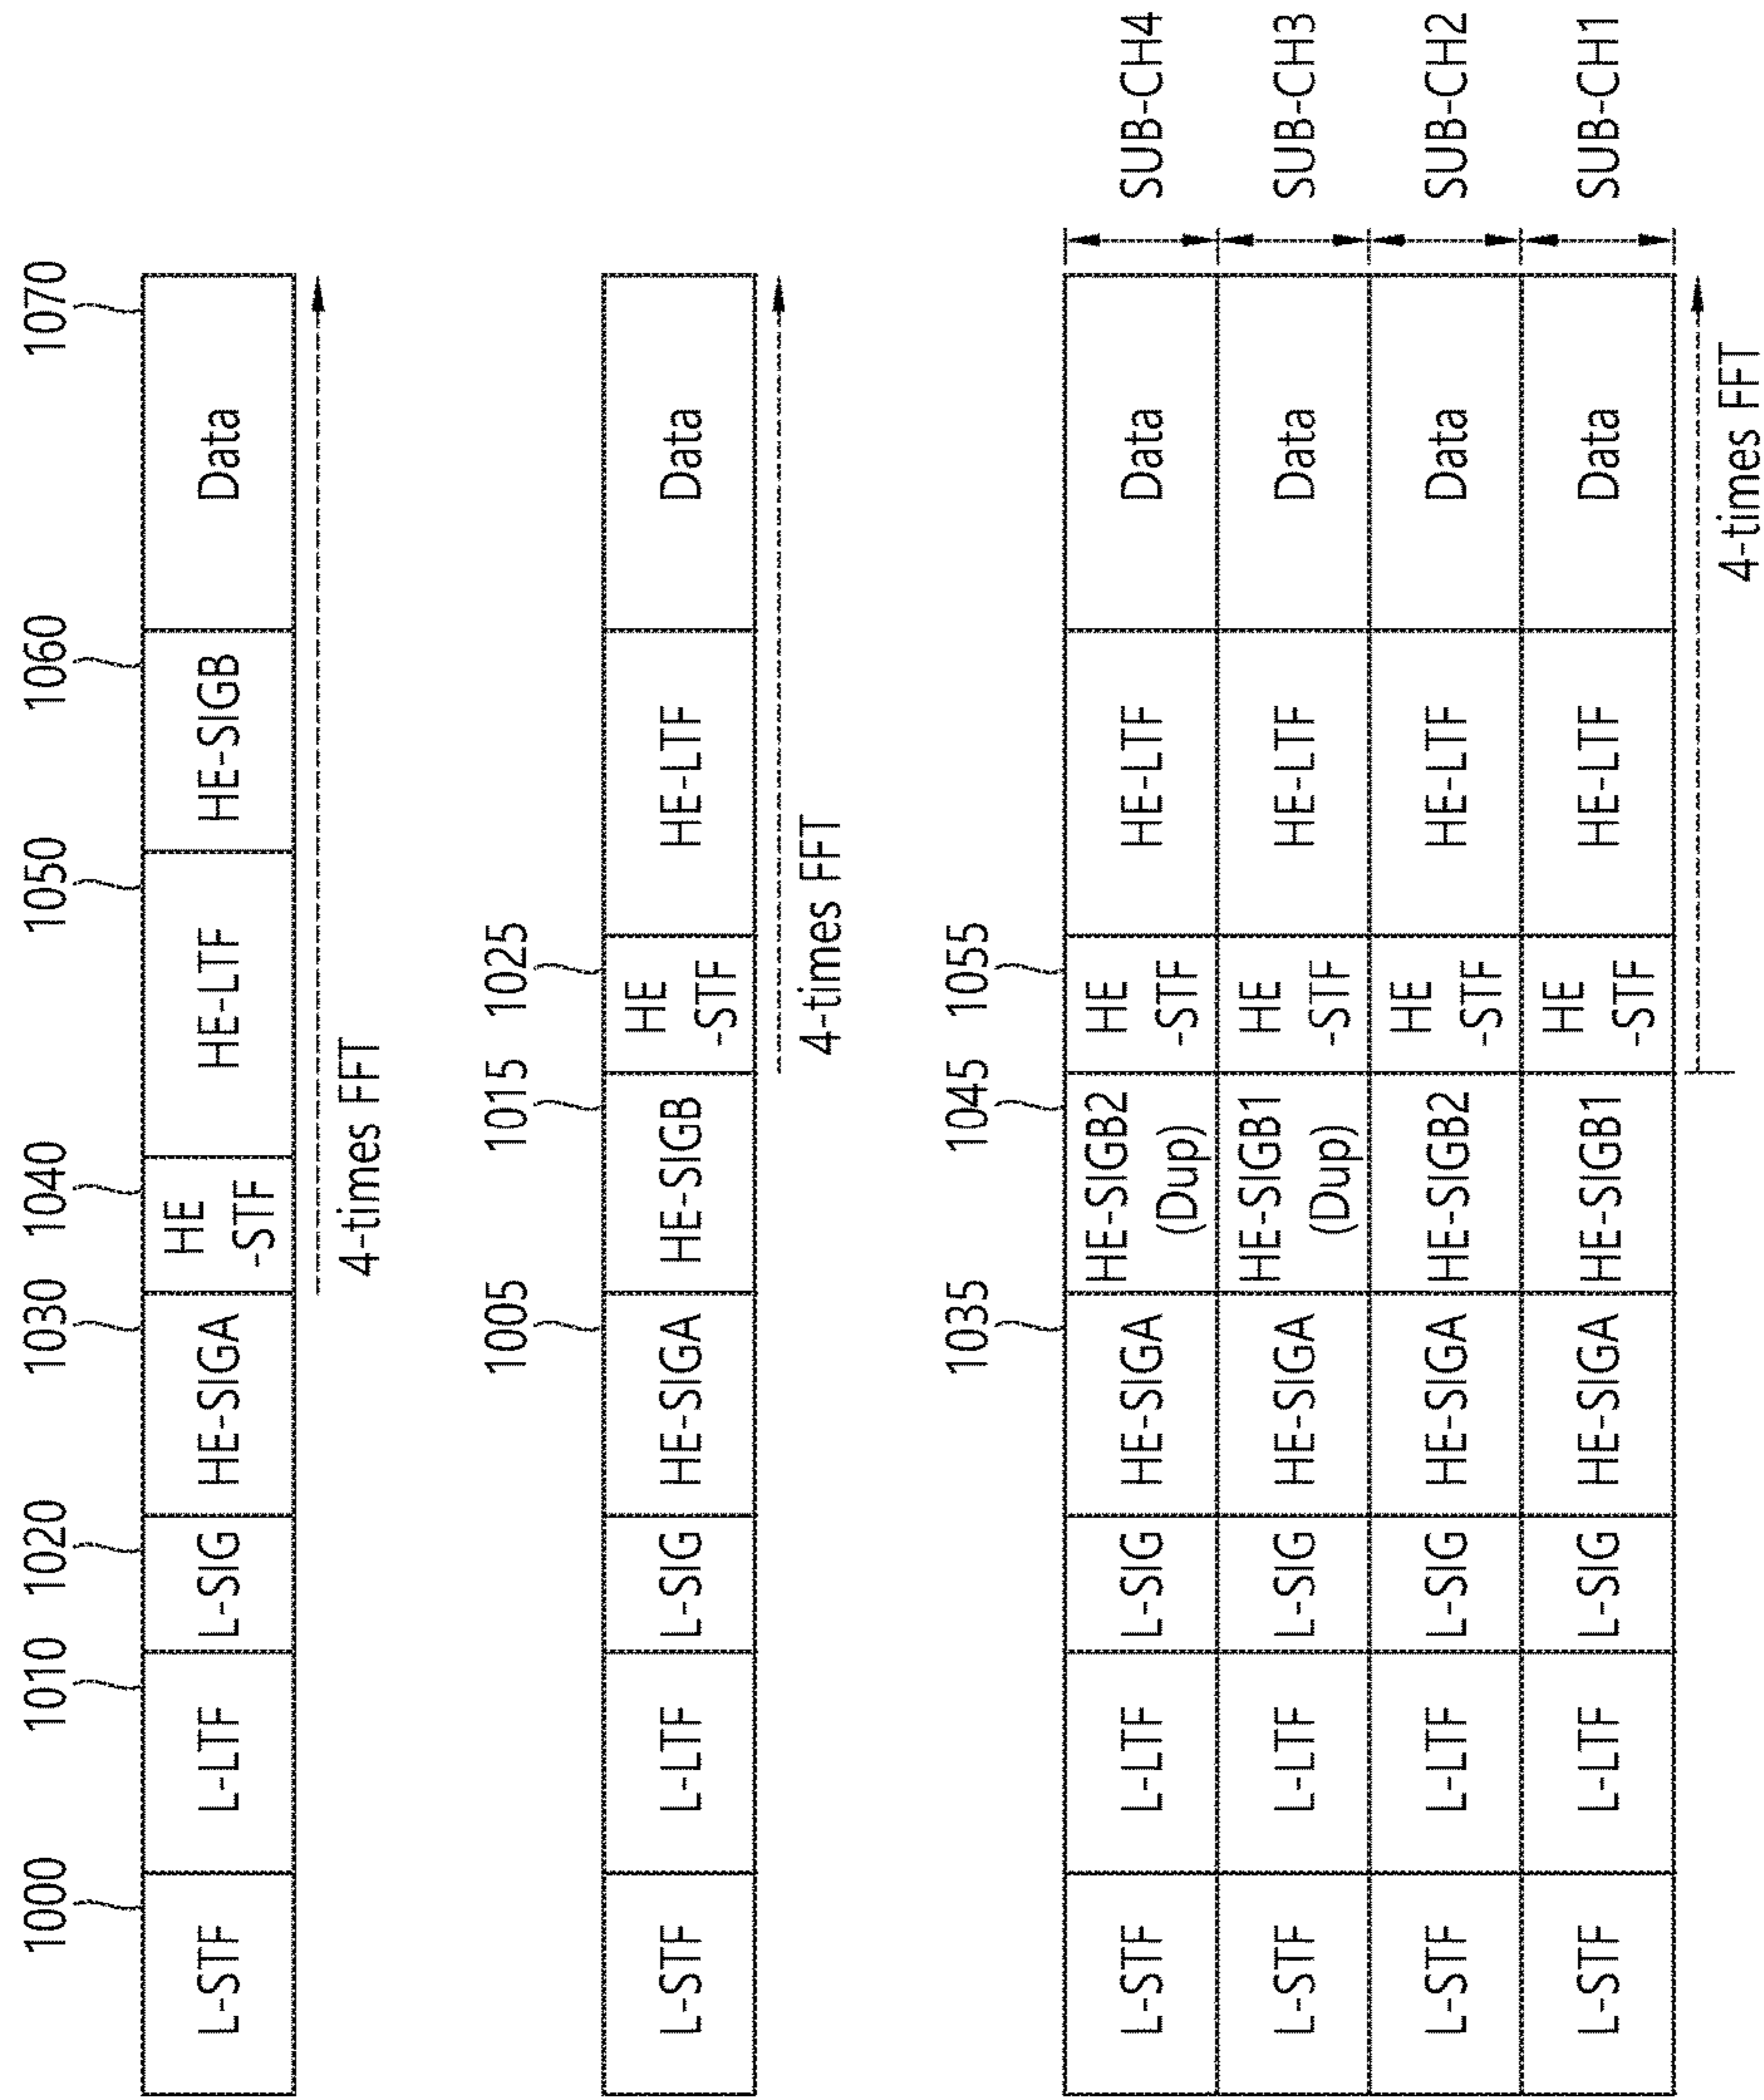 1000 1010 1020 1030 1040 1050 1060 1070
L-STF L-LTF L-SIG HE-SIGA HE -STF HE-LTF HE-SIGB Data
4-times FFT
1005 1015 1025
L-STF L-LTF L-SIG HE-SIGA HE-SIGB HE -STF HE-LTF Data
4-times FFT
1035 1045 1055
L-STF L-LTF L-SIG HE-SIGA HE-SIGB2 (Dup) HE -STF HE-LTF Data SUB-CH4
L-STF L-LTF L-SIG HE-SIGA HE-SIGB1 (Dup) HE -STF HE-LTF Data SUB-CH3
L-STF L-LTF L-SIG HE-SIGA HE-SIGB2 HE -STF HE-LTF Data SUB-CH2
L-STF L-LTF L-SIG HE-SIGA HE-SIGB1 HE -STF HE-LTF Data SUB-CH1
4-times FFT